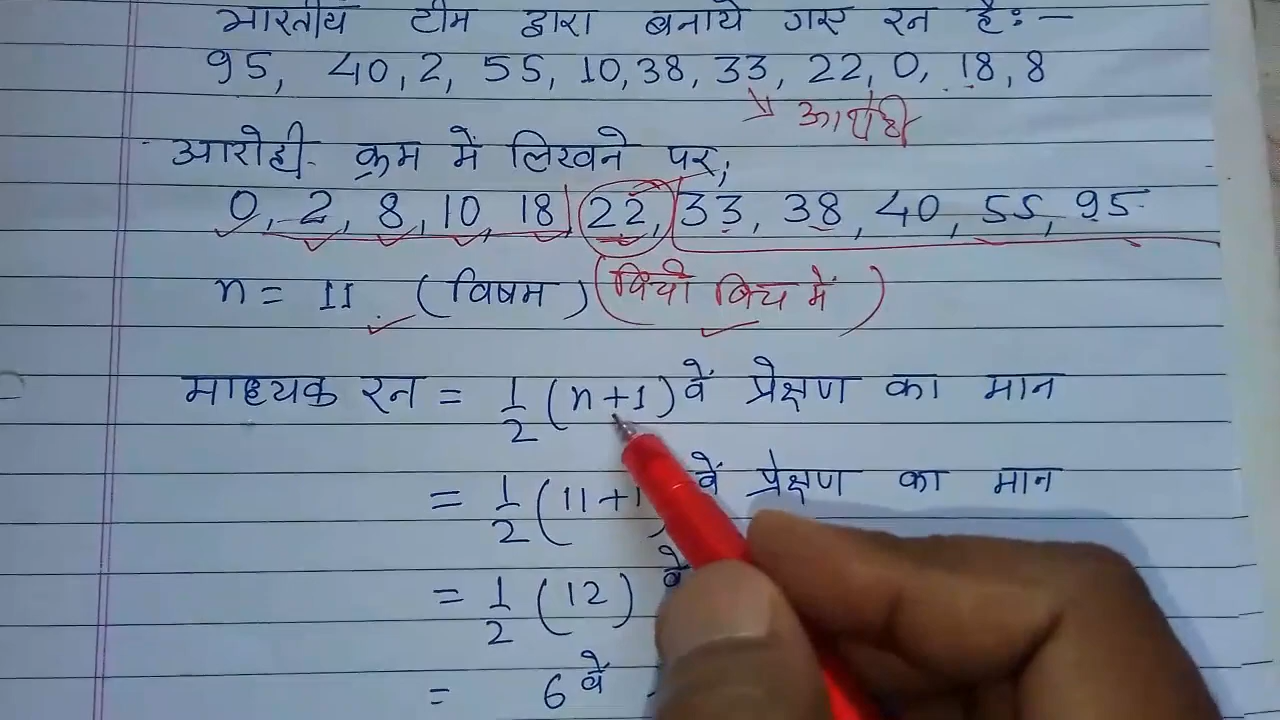 भारतीय टीम द्वारा बनाये गए रन है:-
95, 40, 2, 55, 10, 38, 33, 22, 0, 18, 8
आरोही
आरोही क्रम में लिखने पर,
0, 2, 8, 10, 18 22, 33, 38, 40, 55, 95
n = 11 (विषम) (बियो बिच में)
माध्यक रन = 1/2 (n+1) वें प्रेक्षण का मान
= 1/2 (11+1 वें प्रेक्षण का मान
= 1/2 (12) वे
= 6 वे